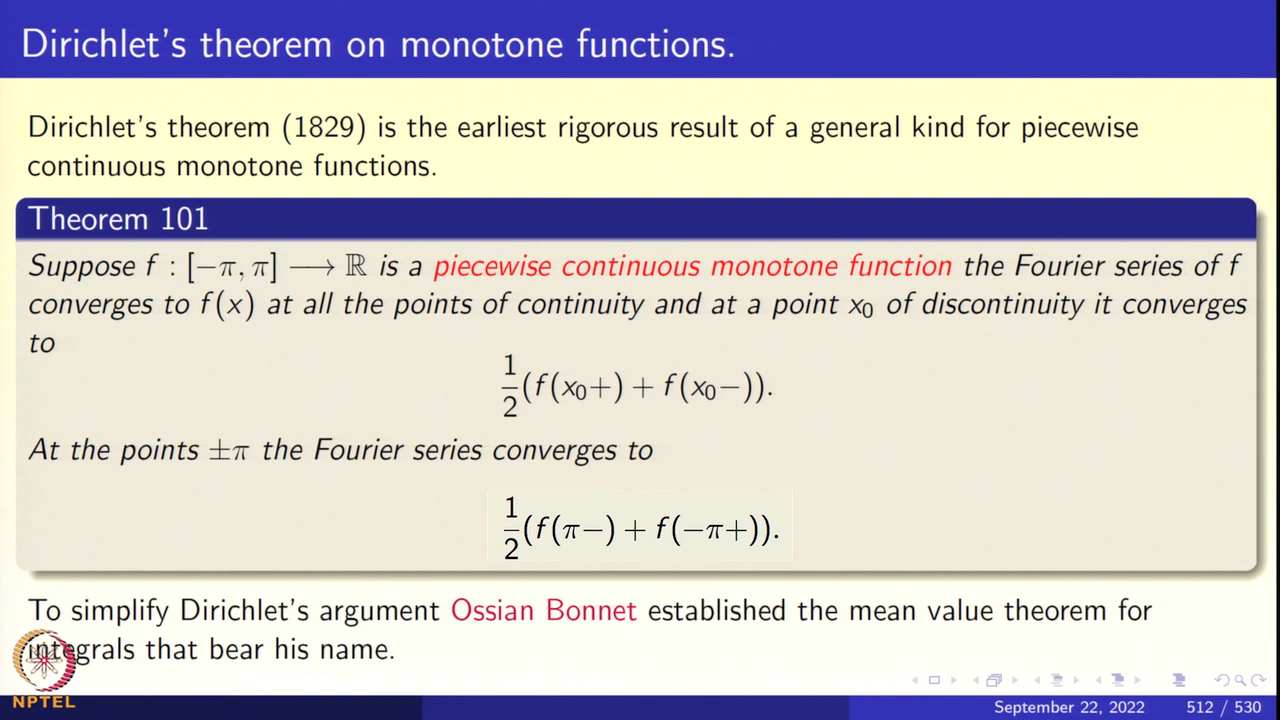 Dirichlet's theorem on monotone functions.
Dirichlet's theorem (1829) is the earliest rigorous result of a general kind for piecewise
continuous monotone functions.
Theorem 101
Suppose f : [−π, π] ⟶ ℝ is a piecewise continuous monotone function the Fourier series of f
converges to f(x) at all the points of continuity and at a point x₀ of discontinuity it converges
to
1/2 (f(x₀+) + f(x₀−)).
At the points ±π the Fourier series converges to
1/2 (f(π−) + f(−π+)).
To simplify Dirichlet's argument Ossian Bonnet established the mean value theorem for
integrals that bear his name.
NPTEL
September 22, 2022 512 / 530